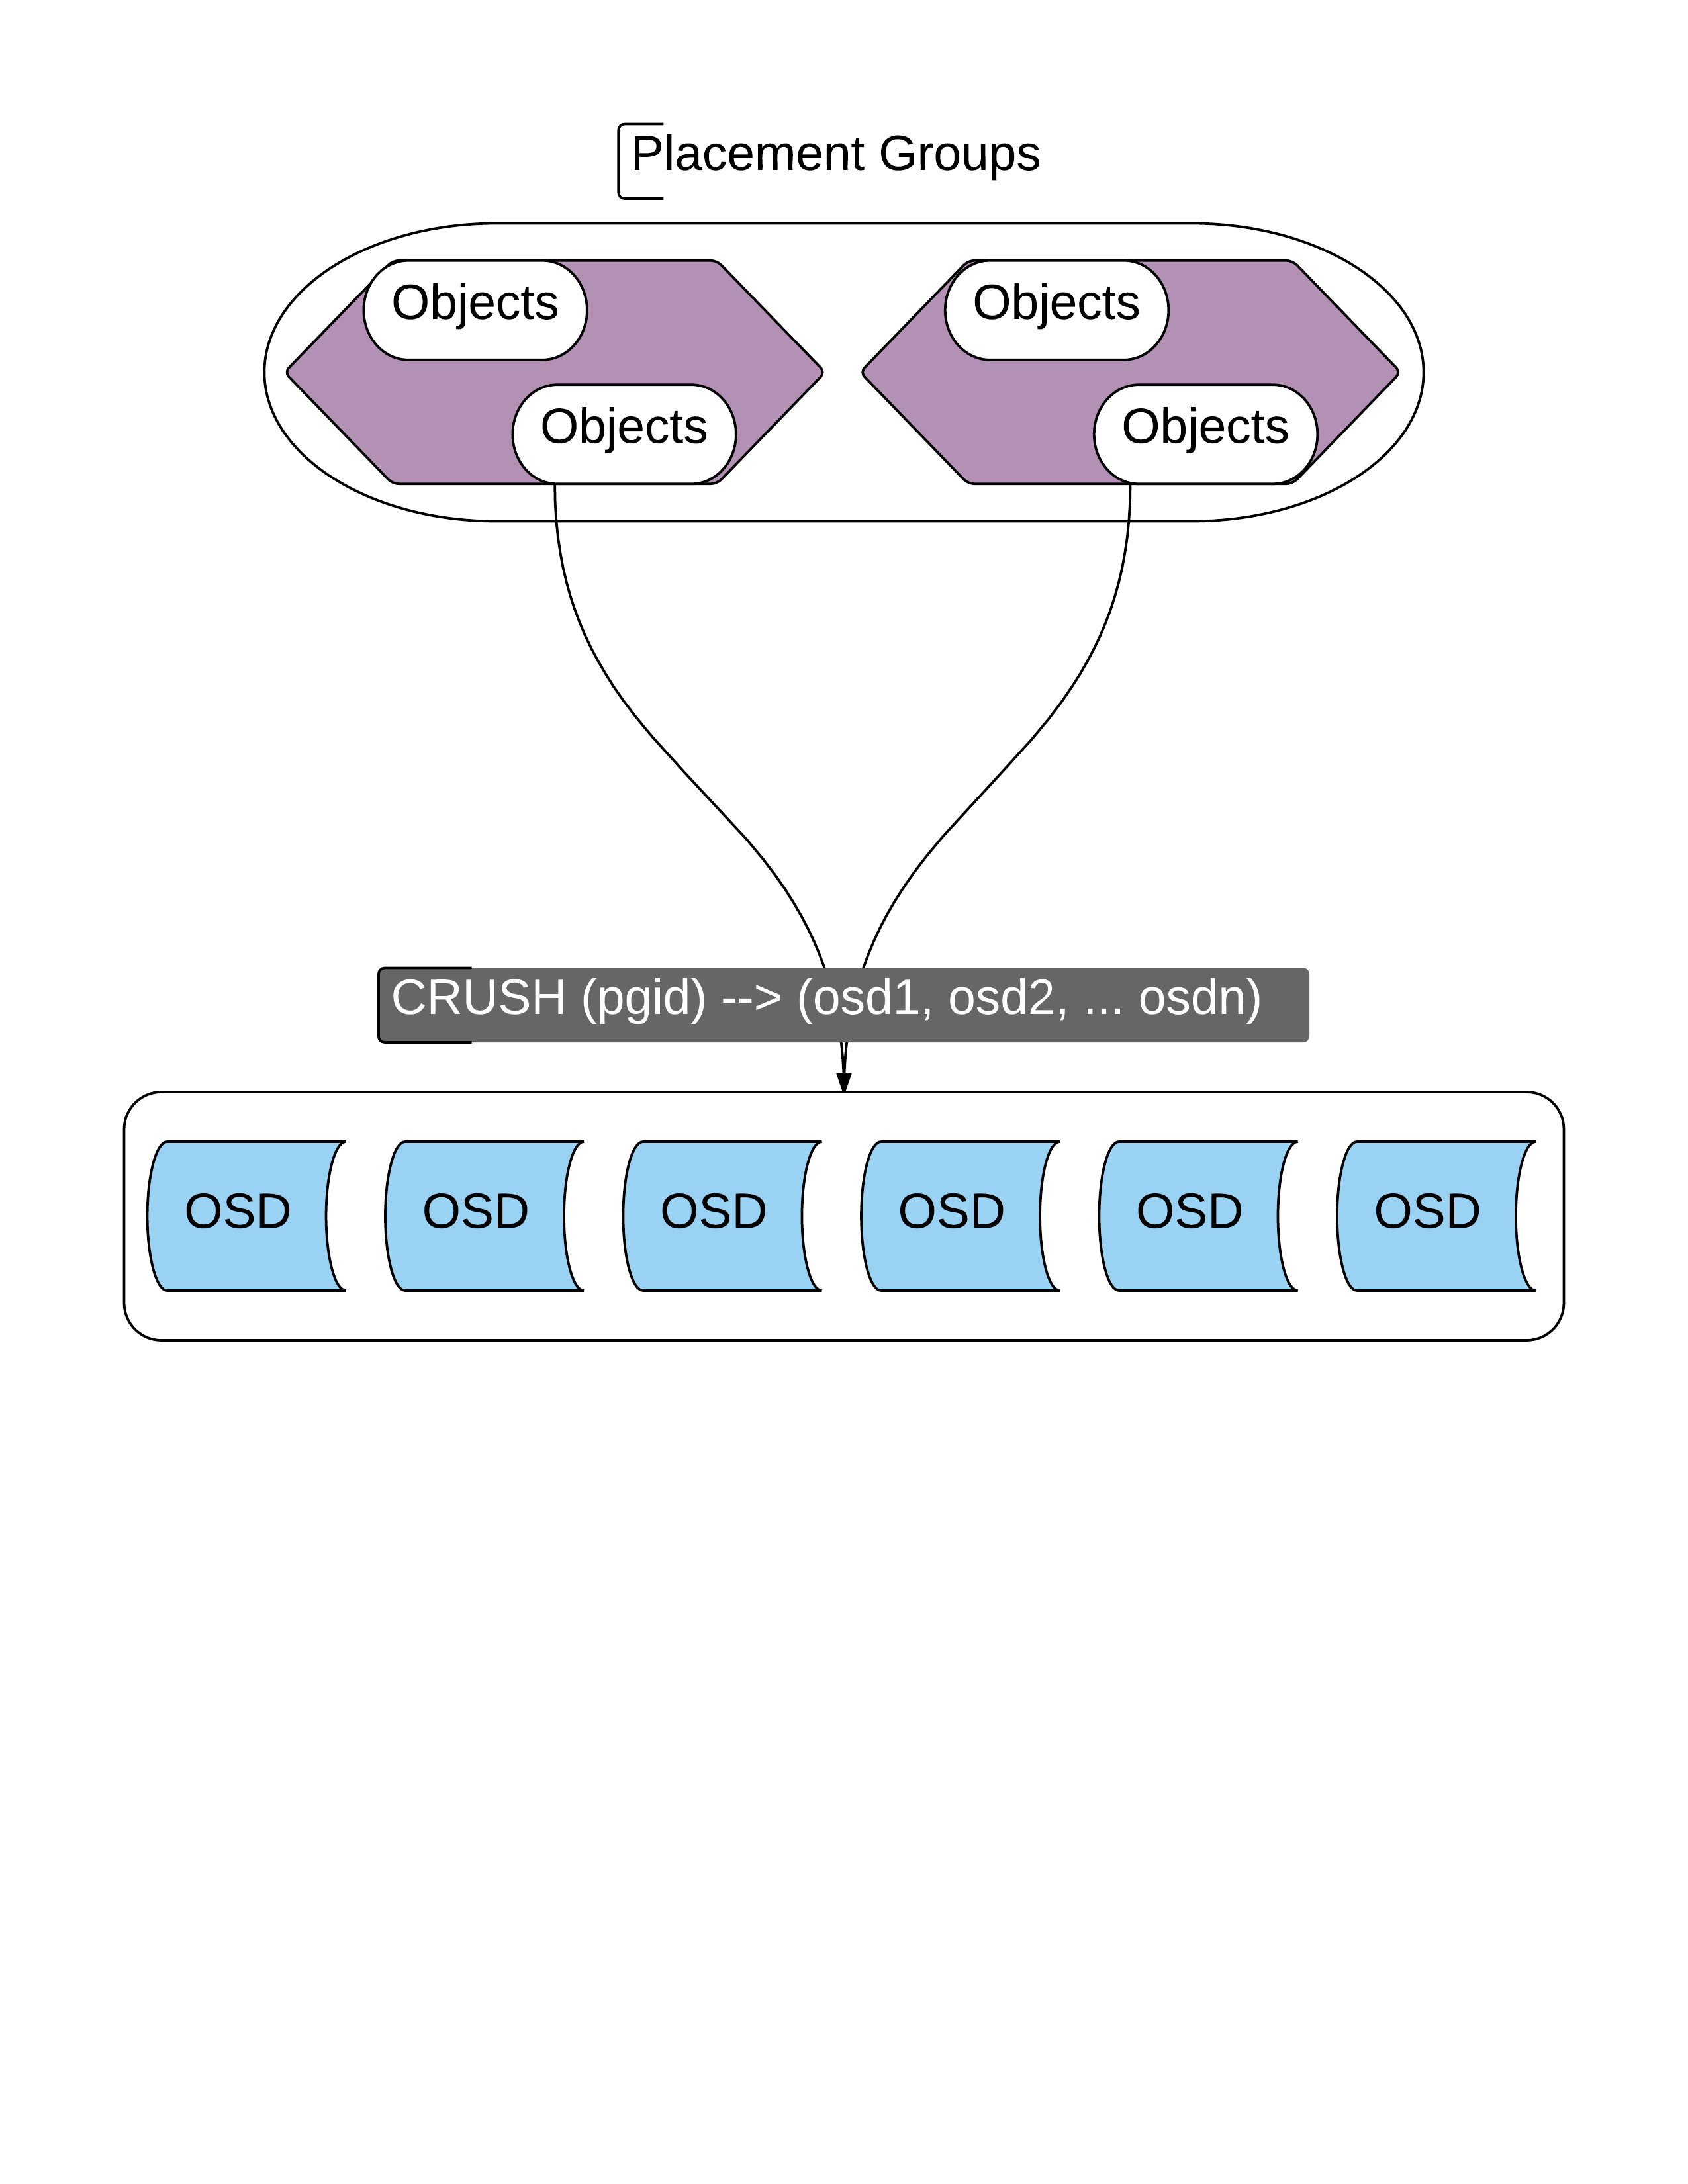 Placement Groups
Objects
Objects
Objects
Objects
CRUSH (pgid) --> (osd1, osd2, ... osdn)
OSD
OSD
OSD
OSD
OSD
OSD